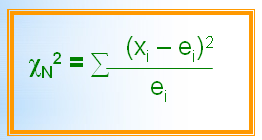 χN² = ∑ (xi – ei)²
ei